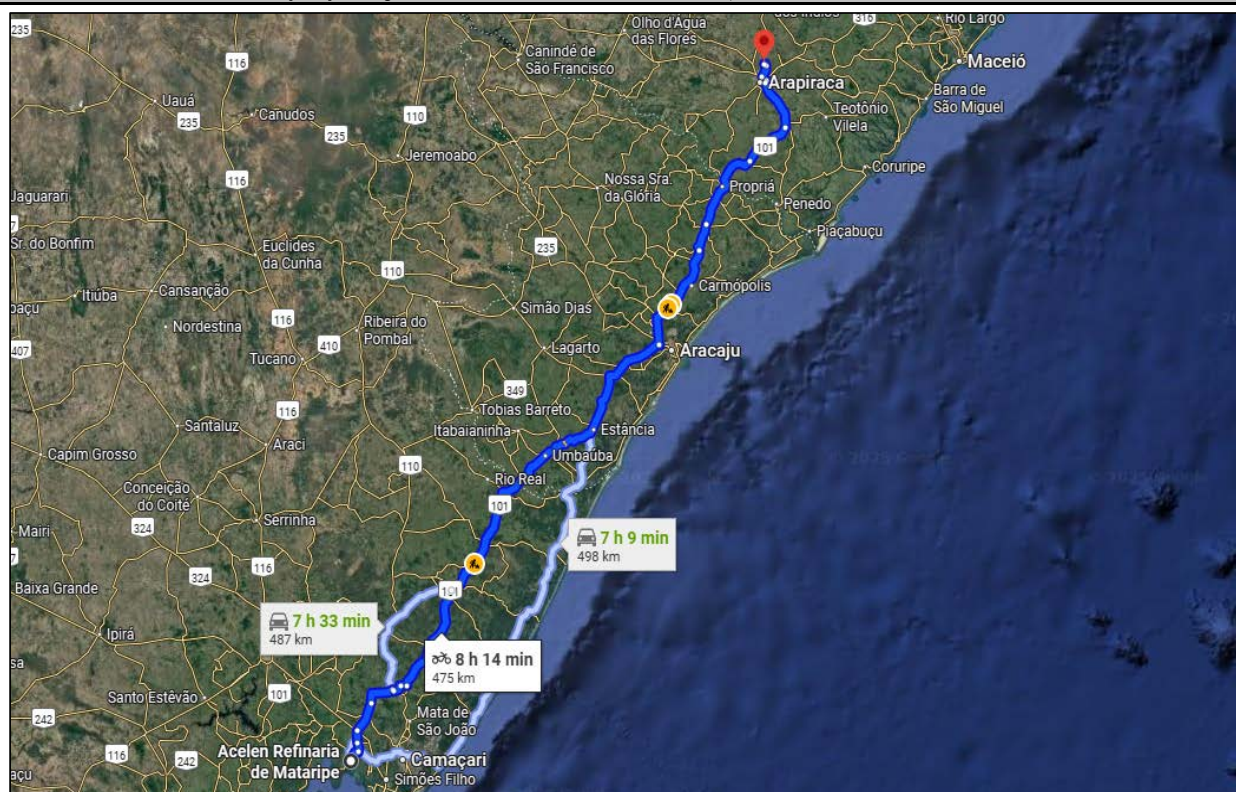 235
116
Uauá
235
Canudos
235
110
Jeremoabo
116
Canindé de
São Francisco
Olho d'Água
das Flores
316
Rio Largo
Maceió
Arapiraca
Barra de
São Miguel
Teotônio
Vilela
101
Coruripe
Nossa Sra.
da Glória
Propriá
Penedo
Piaçabuçu
Jaguarari
Sr. do Bonfim
Euclides
da Cunha
110
235
Itiúba
Cansanção
Carmópolis
Nordestina
116
Ribeira do
Pombal
Simão Dias
407
Tucano
410
Lagarto
Aracaju
349
116
Tobias Barreto
Santaluz
Araci
Itabaianinha
Estância
Capim Grosso
110
Umbaúba
Rio Real
Conceição
do Coité
101
324
Serrinha
Mairi
7 h 9 min
498 km
116
324
Baixa Grande
101
7 h 33 min
487 km
Ipirá
8 h 14 min
475 km
Santo Estêvão
101
242
Mata de
São João
116
242
Acelen Refinaria
de Mataripe
Camaçari
Simões Filho